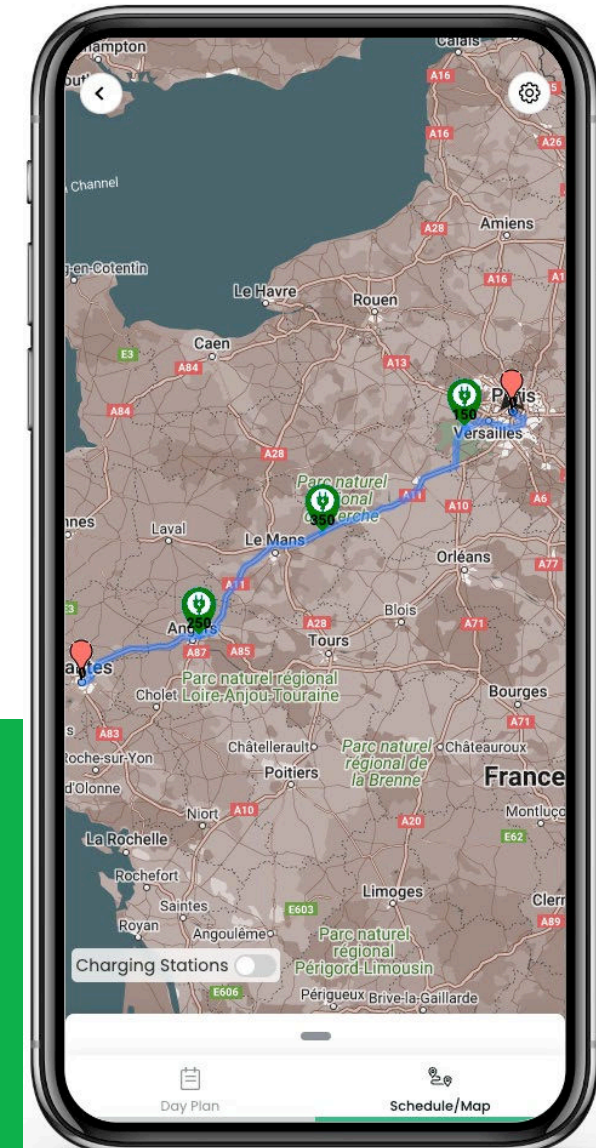 Calais
A16
A16
A26
Channel
A28
Amiens
Le Havre
Rouen
A16
A1
E3
Caen
A84
A13
Paris
150
Versailles
A84
A28
Parc naturel
350
A11
A10
A6
Laval
Le Mans
Orléans
A77
A11
250
Angers
A28
Blois
A71
A87
A85
Tours
Parc naturel régional
Loire-Anjou-Touraine
Cholet
Bourges
A71
A83
Châtellerault
Parc naturel
régional de
la Brenne
Châteauroux
Poitiers
France
Niort
A10
A20
E62
La Rochelle
Rochefort
Saintes
E603
Limoges
A89
Royan
Angoulême
Parc naturel
régional
Périgord-Limousin
Charging Stations
E606
Périgueux
Brive-la-Gaillarde
Day Plan
Schedule/Map